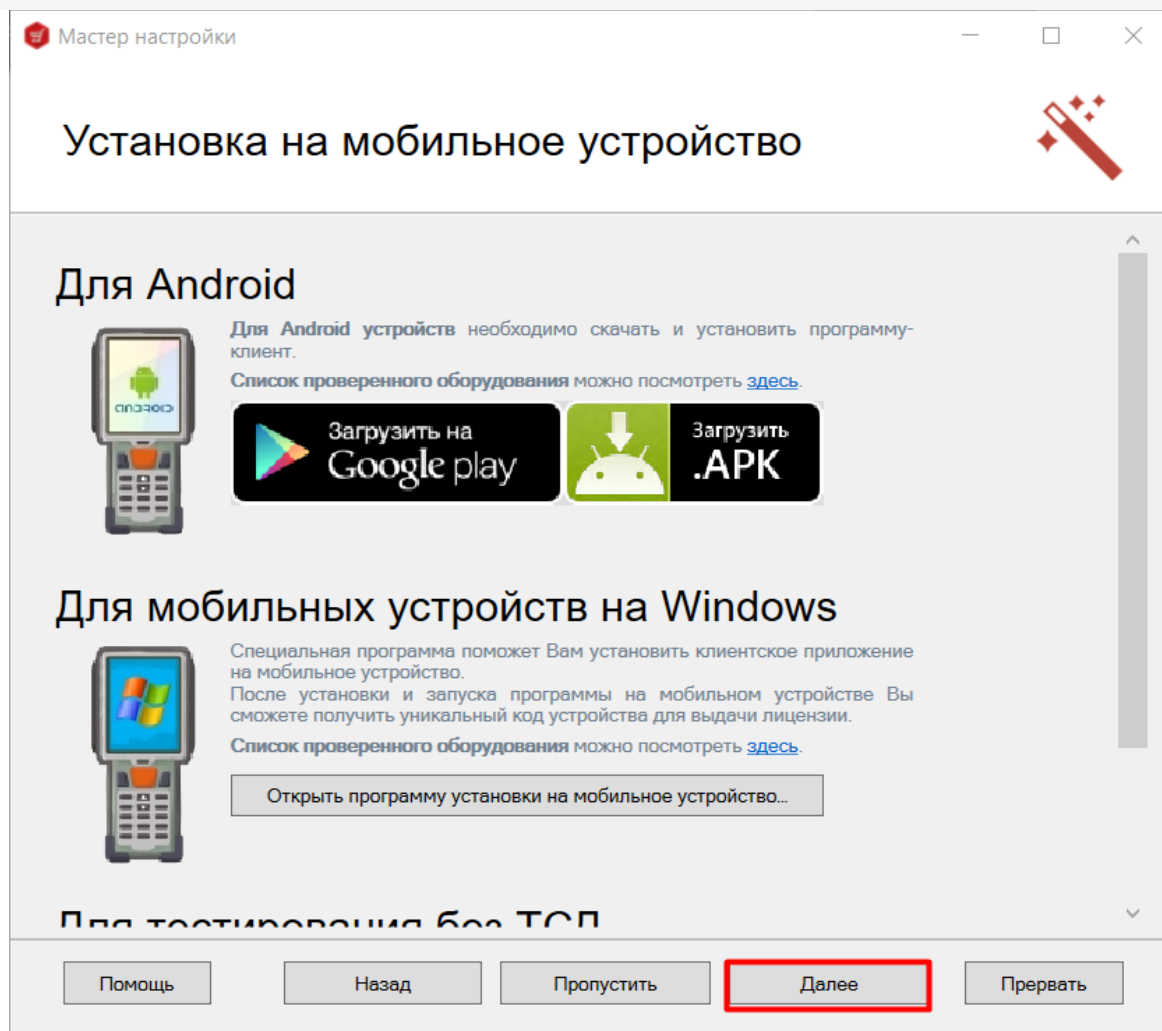 Мастер настройки
Установка на мобильное устройство
Для Android
Для Android устройств необходимо скачать и установить программу-
клиент.
Список проверенного оборудования можно посмотреть здесь.
Загрузить на
Google play
Загрузить
.APK
Для мобильных устройств на Windows
Специальная программа поможет Вам установить клиентское приложение
на мобильное устройство.
После установки и запуска программы на мобильном устройстве Вы
сможете получить уникальный код устройства для выдачи лицензии.
Список проверенного оборудования можно посмотреть здесь.
Открыть программу установки на мобильное устройство...
Для тестирования без ТСД
Помощь
Назад
Пропустить
Далее
Прервать